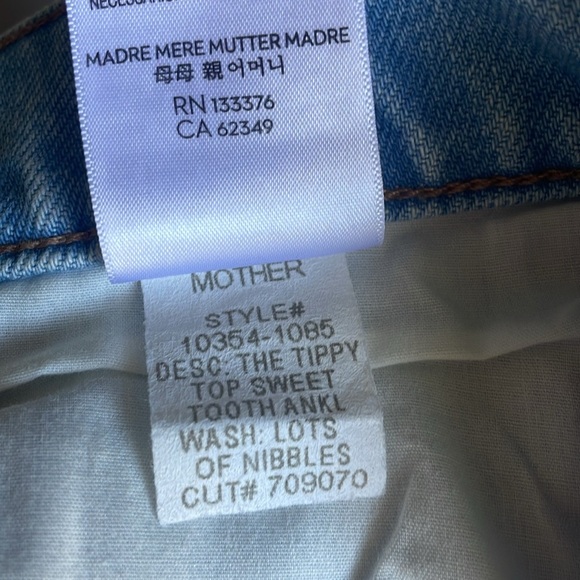 MADRE MERE MUTTER MADRE
母母 親 어머니
RN 133376
CA 62349
MOTHER
STYLE#
10354-1085
DESC: THE TIPPY
TOP SWEET
TOOTH ANKL
WASH: LOTS
OF NIBBLES
CUT# 709070